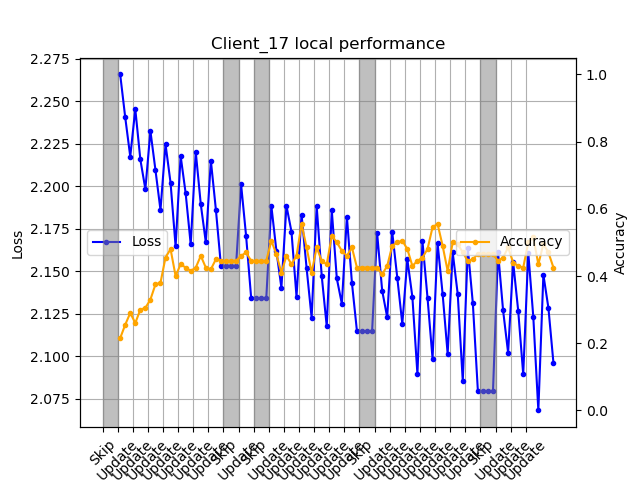 Client_17 local performance
2.275
2.250
2.225
2.200
2.175
2.150
2.125
2.100
2.075
Loss
Loss
Accuracy
1.0
0.8
0.6
0.4
0.2
0.0
Accuracy
Skip
Update
Update
Update
Update
Update
Update
Update
Skip
Update
Skip
Update
Update
Update
Update
Update
Update
Skip
Update
Update
Update
Update
Update
Update
Update
Skip
Update
Update
Update